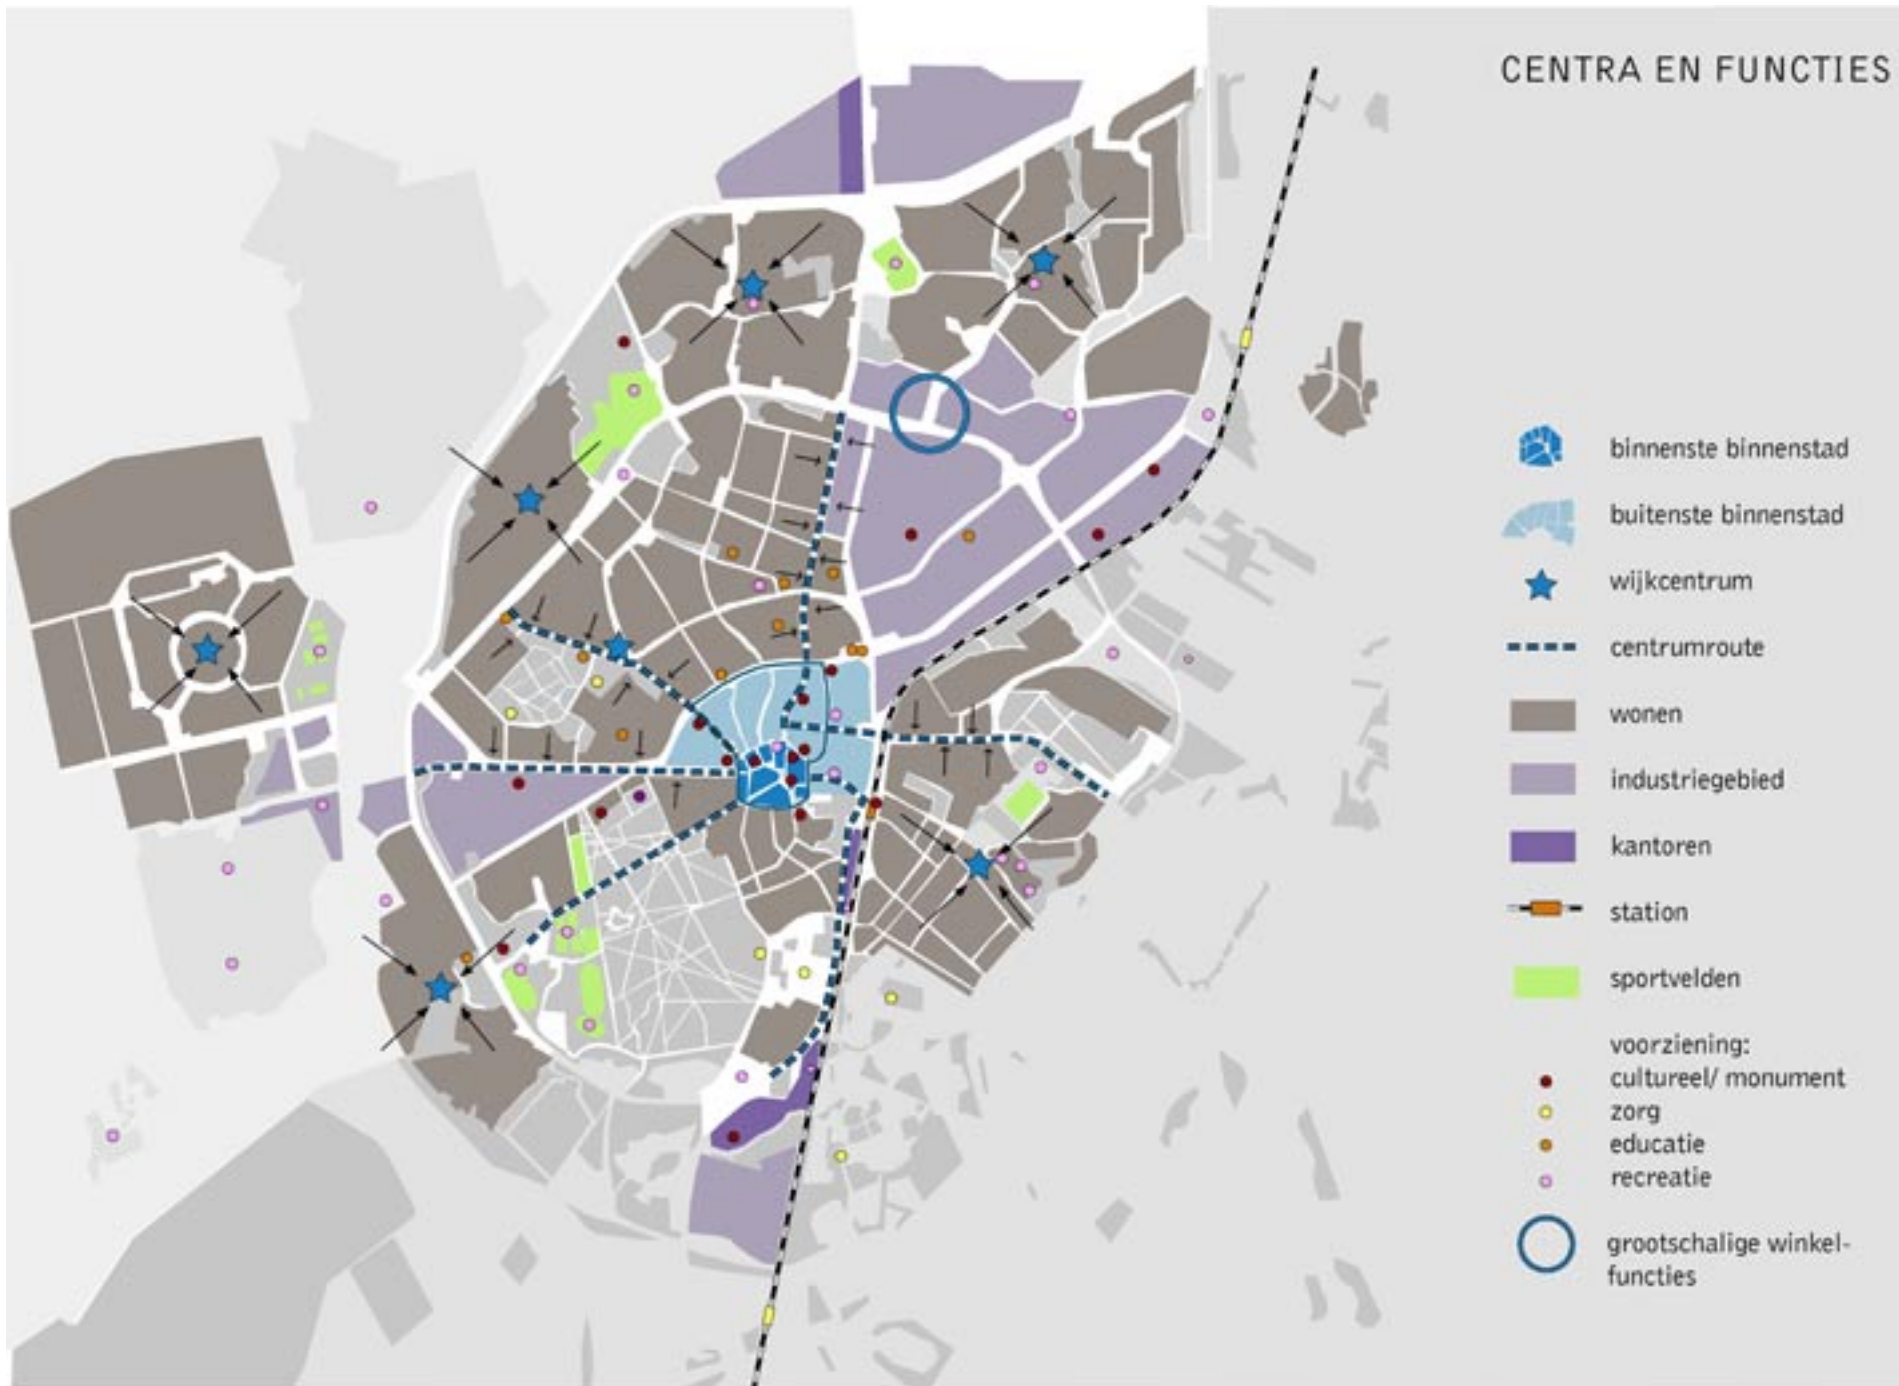 CENTRA EN FUNCTIES
binnenste binnenstad
buitenste binnenstad
wijkcentrum
centrumroute
wonen
industriegebied
kantoren
station
sportvelden
voorziening:
cultureel/ monument
zorg
educatie
recreatie
grootschalige winkel-
functies